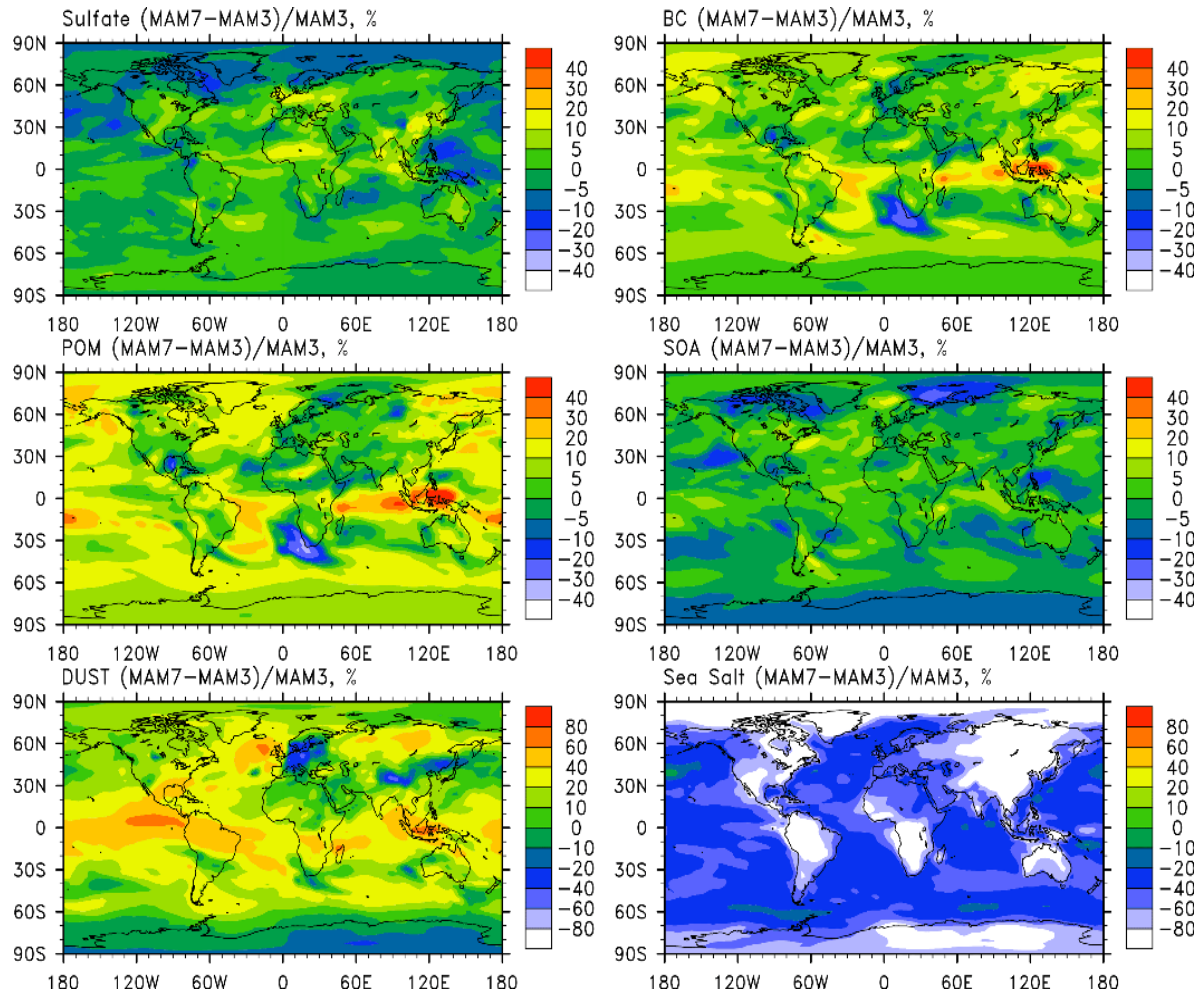 Sulfate (MAM7-MAM3)/MAM3, %
90N
60N
30N
0
30S
60S
90S
180 120W 60W 0 60E 120E 180
40
30
20
10
5
0
-5
-10
-20
-30
-40
BC (MAM7-MAM3)/MAM3, %
90N
60N
30N
0
30S
60S
90S
180 120W 60W 0 60E 120E 180
40
30
20
10
5
0
-5
-10
-20
-30
-40
POM (MAM7-MAM3)/MAM3, %
90N
60N
30N
0
30S
60S
90S
180 120W 60W 0 60E 120E 180
40
30
20
10
5
0
-5
-10
-20
-30
-40
SOA (MAM7-MAM3)/MAM3, %
90N
60N
30N
0
30S
60S
90S
180 120W 60W 0 60E 120E 180
40
30
20
10
5
0
-5
-10
-20
-30
-40
DUST (MAM7-MAM3)/MAM3, %
90N
60N
30N
0
30S
60S
90S
180 120W 60W 0 60E 120E 180
80
60
40
20
10
0
-10
-20
-40
-60
-80
Sea Salt (MAM7-MAM3)/MAM3, %
90N
60N
30N
0
30S
60S
90S
180 120W 60W 0 60E 120E 180
80
60
40
20
10
0
-10
-20
-40
-60
-80